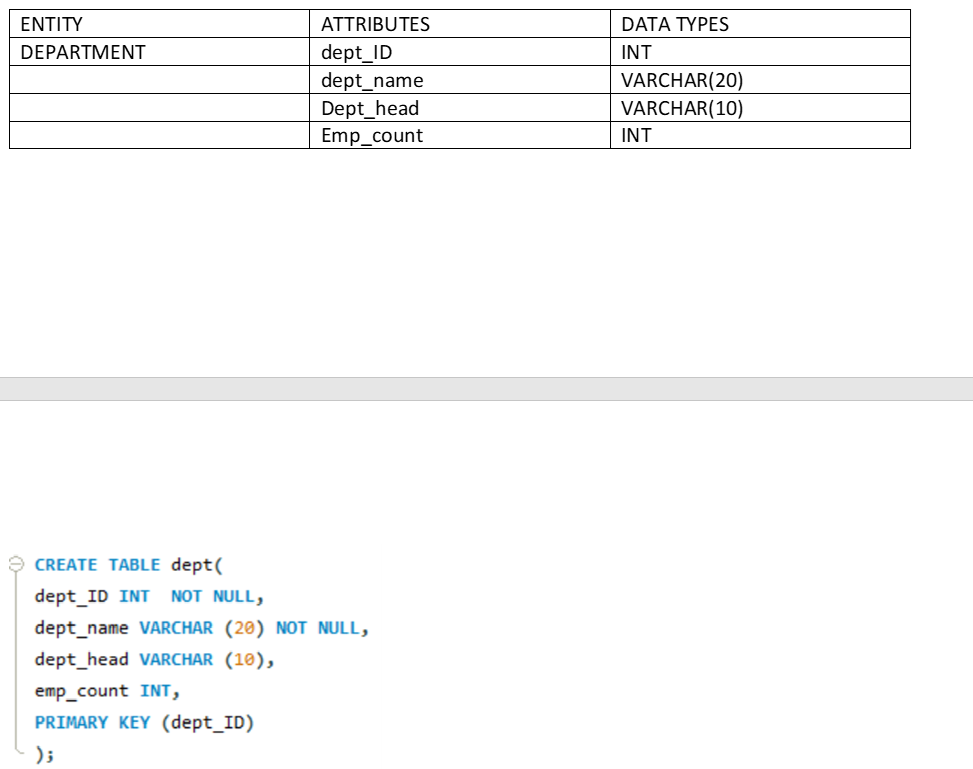 ENTITY ATTRIBUTES DATA TYPES
DEPARTMENT dept_ID INT
dept_name VARCHAR(20)
Dept_head VARCHAR(10)
Emp_count INT
CREATE TABLE dept(
dept_ID INT  NOT NULL,
dept_name VARCHAR (20) NOT NULL,
dept_head VARCHAR (10),
emp_count INT,
PRIMARY KEY (dept_ID)
);